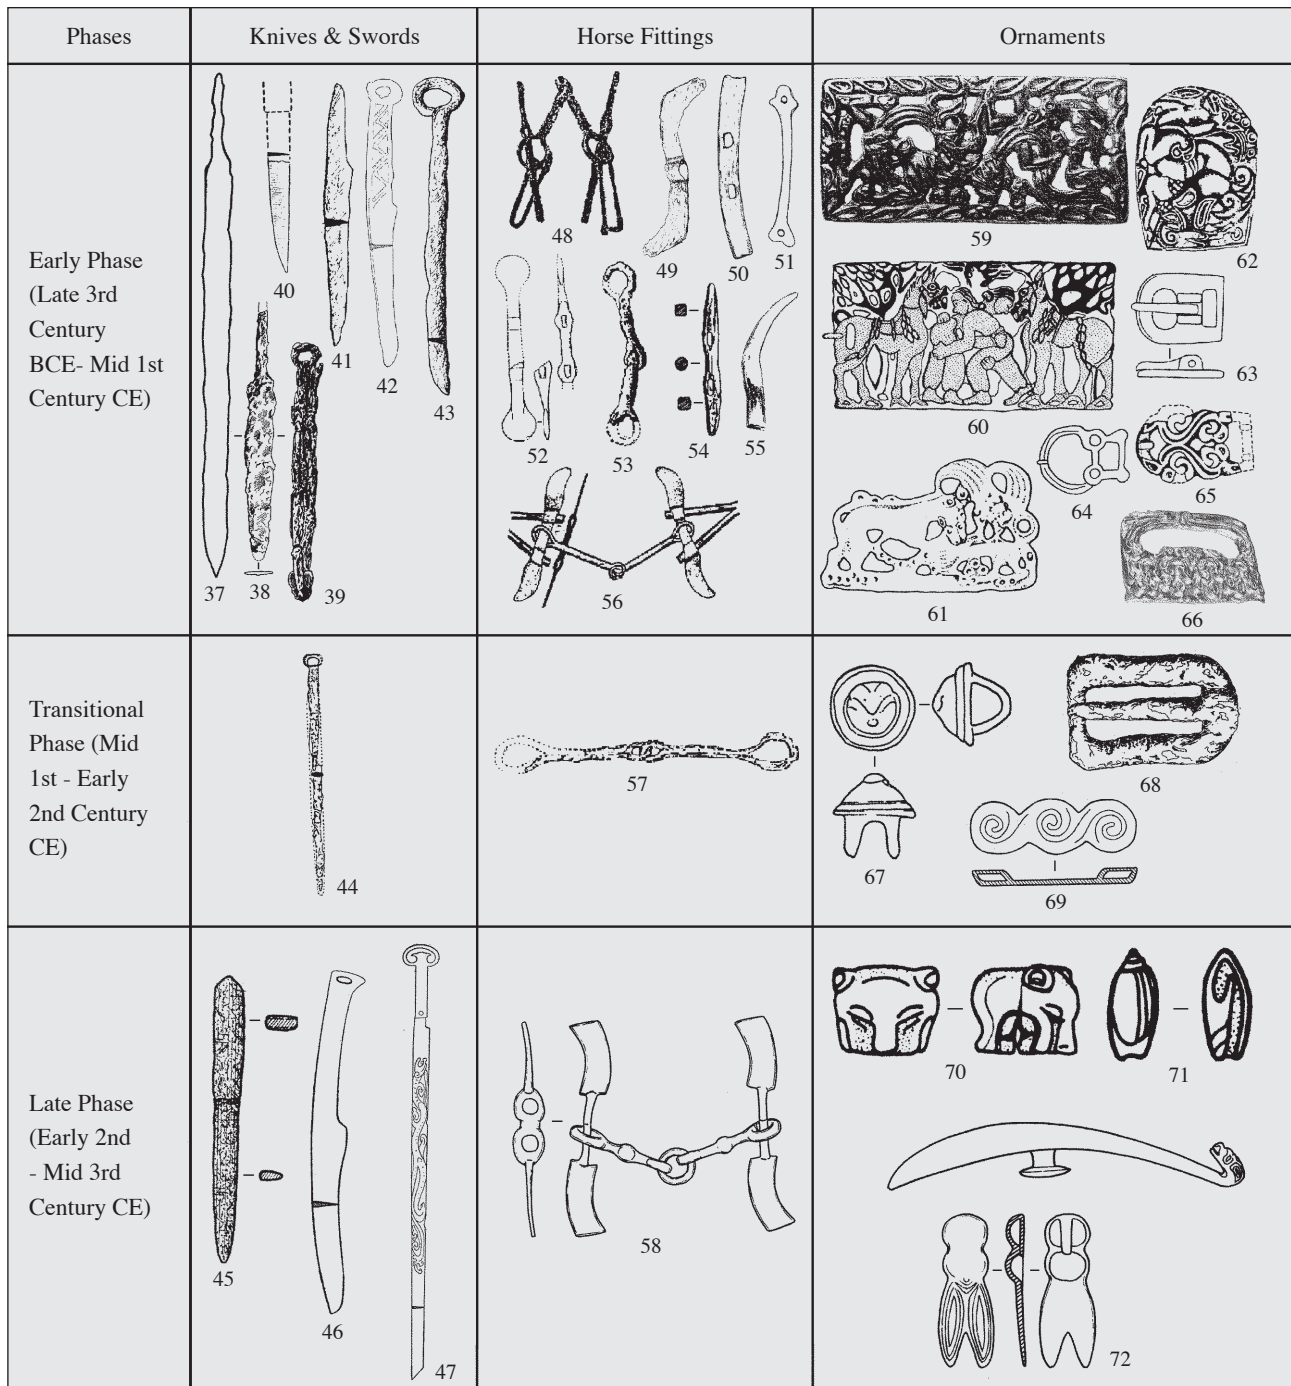 Phases Knives & Swords Horse Fittings Ornaments
Early Phase
(Late 3rd
Century
BCE- Mid 1st
Century CE)
37 38 39 40 41 42 43
48 49 50 51
52 53 54 55
56
59 62
60 63
64 65
61 66
Transitional
Phase (Mid
1st - Early
2nd Century
CE)
44
57
67 68
69
Late Phase
(Early 2nd
- Mid 3rd
Century CE)
45 46 47
58
70 71
72